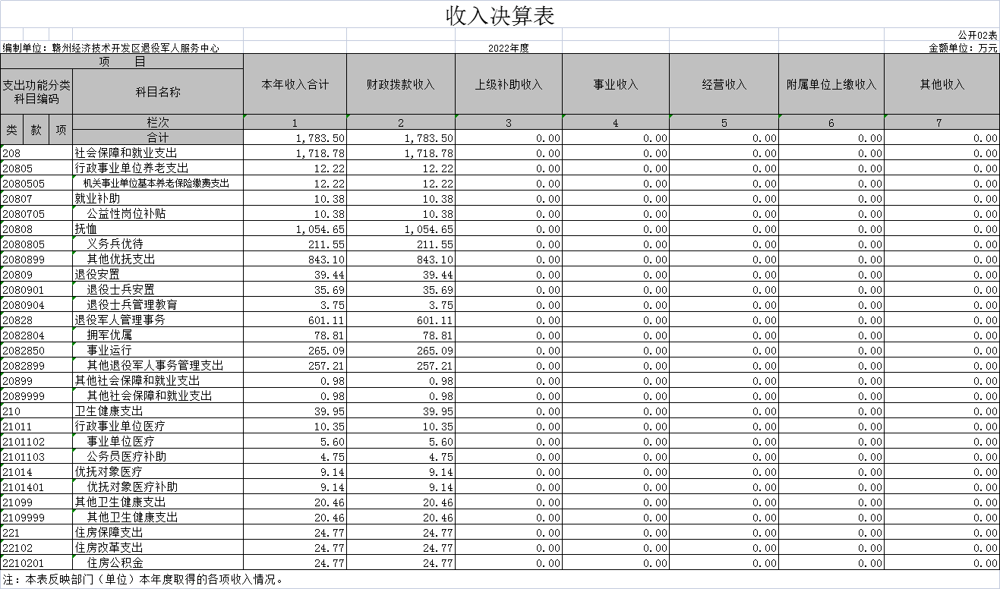 收入决算表
公开02表
编制单位：赣州经济技术开发区退役军人服务中心 2022年度 金额单位：万元
项 目 本年收入合计 财政拨款收入 上级补助收入 事业收入 经营收入 附属单位上缴收入 其他收入
支出功能分类科目编码 科目名称
类 款 项 栏次 1 2 3 4 5 6 7
合计 1,783.50 1,783.50 0.00 0.00 0.00 0.00 0.00
208 社会保障和就业支出 1,718.78 1,718.78 0.00 0.00 0.00 0.00 0.00
20805 行政事业单位养老支出 12.22 12.22 0.00 0.00 0.00 0.00 0.00
2080505 机关事业单位基本养老保险缴费支出 12.22 12.22 0.00 0.00 0.00 0.00 0.00
20807 就业补助 10.38 10.38 0.00 0.00 0.00 0.00 0.00
2080705 公益性岗位补贴 10.38 10.38 0.00 0.00 0.00 0.00 0.00
20808 抚恤 1,054.65 1,054.65 0.00 0.00 0.00 0.00 0.00
2080805 义务兵优待 211.55 211.55 0.00 0.00 0.00 0.00 0.00
2080899 其他优抚支出 843.10 843.10 0.00 0.00 0.00 0.00 0.00
20809 退役安置 39.44 39.44 0.00 0.00 0.00 0.00 0.00
2080901 退役士兵安置 35.69 35.69 0.00 0.00 0.00 0.00 0.00
2080904 退役士兵管理教育 3.75 3.75 0.00 0.00 0.00 0.00 0.00
20828 退役军人管理事务 601.11 601.11 0.00 0.00 0.00 0.00 0.00
2082804 拥军优属 78.81 78.81 0.00 0.00 0.00 0.00 0.00
2082850 事业运行 265.09 265.09 0.00 0.00 0.00 0.00 0.00
2082899 其他退役军人事务管理支出 257.21 257.21 0.00 0.00 0.00 0.00 0.00
20899 其他社会保障和就业支出 0.98 0.98 0.00 0.00 0.00 0.00 0.00
2089999 其他社会保障和就业支出 0.98 0.98 0.00 0.00 0.00 0.00 0.00
210 卫生健康支出 39.95 39.95 0.00 0.00 0.00 0.00 0.00
21011 行政事业单位医疗 10.35 10.35 0.00 0.00 0.00 0.00 0.00
2101102 事业单位医疗 5.60 5.60 0.00 0.00 0.00 0.00 0.00
2101103 公务员医疗补助 4.75 4.75 0.00 0.00 0.00 0.00 0.00
21014 优抚对象医疗 9.14 9.14 0.00 0.00 0.00 0.00 0.00
2101401 优抚对象医疗补助 9.14 9.14 0.00 0.00 0.00 0.00 0.00
21099 其他卫生健康支出 20.46 20.46 0.00 0.00 0.00 0.00 0.00
2109999 其他卫生健康支出 20.46 20.46 0.00 0.00 0.00 0.00 0.00
221 住房保障支出 24.77 24.77 0.00 0.00 0.00 0.00 0.00
22102 住房改革支出 24.77 24.77 0.00 0.00 0.00 0.00 0.00
2210201 住房公积金 24.77 24.77 0.00 0.00 0.00 0.00 0.00
注：本表反映部门（单位）本年度取得的各项收入情况。